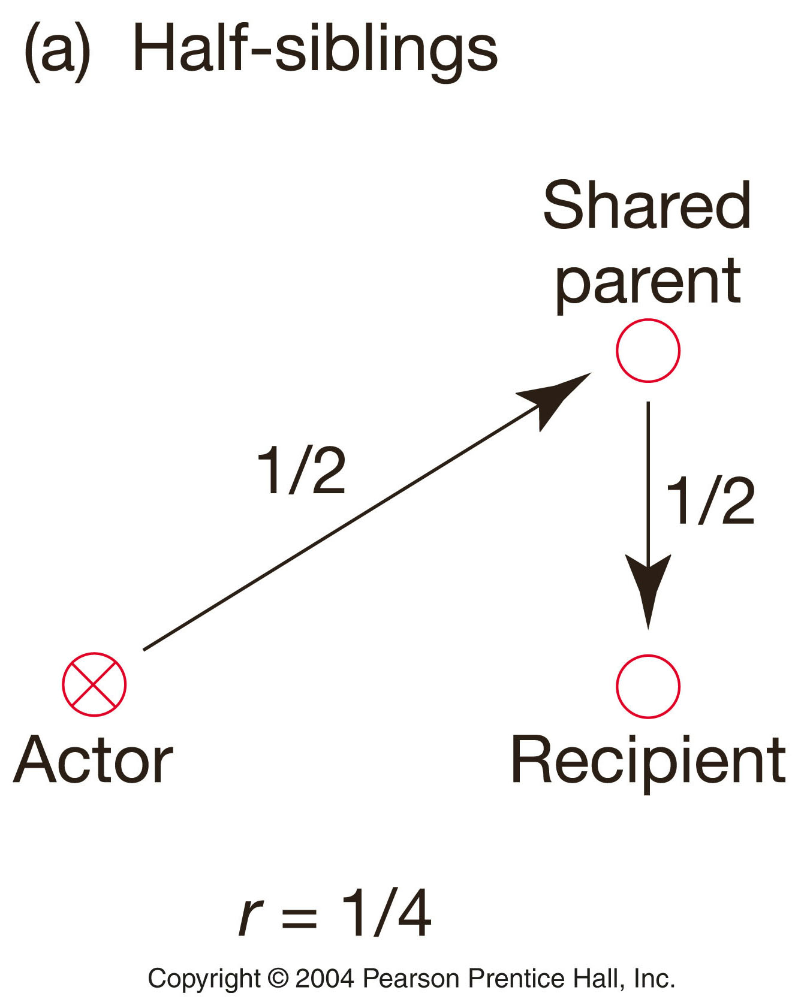 (a) Half-siblings
Shared
parent
1/2
1/2
Actor
Recipient
r = 1/4
Copyright © 2004 Pearson Prentice Hall, Inc.